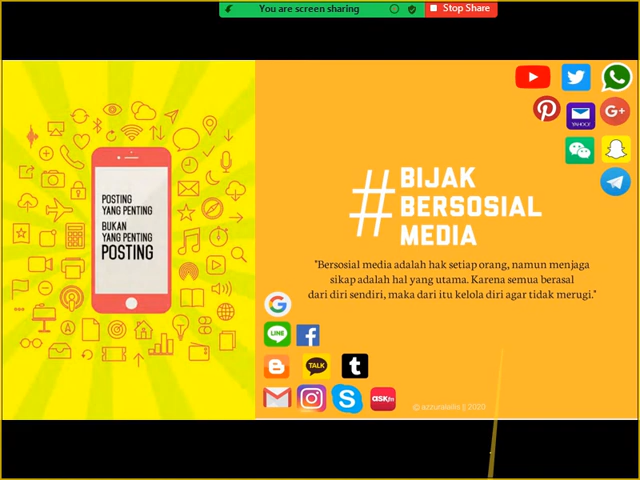 You are screen sharing
Stop Share
POSTING
YANG PENTING
BUKAN
YANG PENTING
POSTING
#BIJAK
BERSOSIAL
MEDIA
"Bersosial media adalah hak setiap orang, namun menjaga
sikap adalah hal yang utama. Karena semua berasal
dari diri sendiri, maka dari itu kelola diri agar tidak merugi."
YAHOO!
G+
G
LINE
f
TALK
t
S
ASKfm